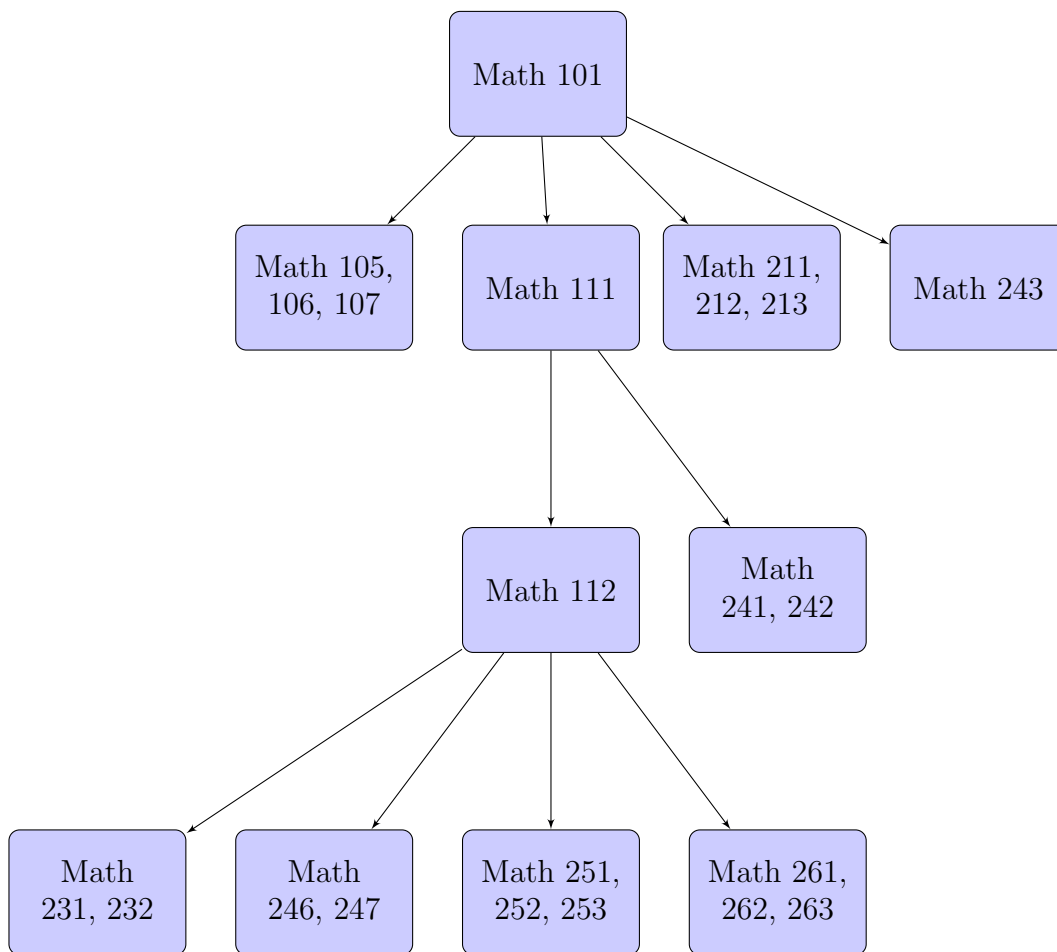 Math 101
Math 105,
106, 107
Math 111
Math 211,
212, 213
Math 243
Math 112
Math
241, 242
Math
231, 232
Math
246, 247
Math 251,
252, 253
Math 261,
262, 263